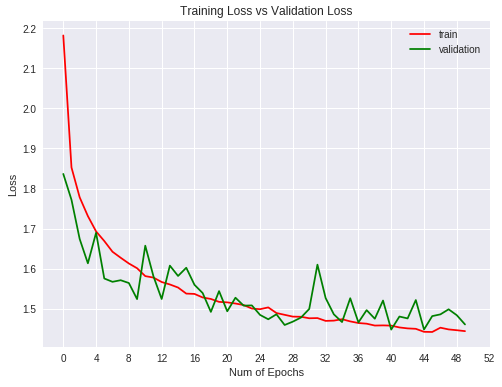 Training Loss vs Validation Loss
train
validation
2.2
2.1
2.0
1.9
1.8
1.7
1.6
1.5
Loss
0 4 8 12 16 20 24 28 32 36 40 44 48 52
Num of Epochs